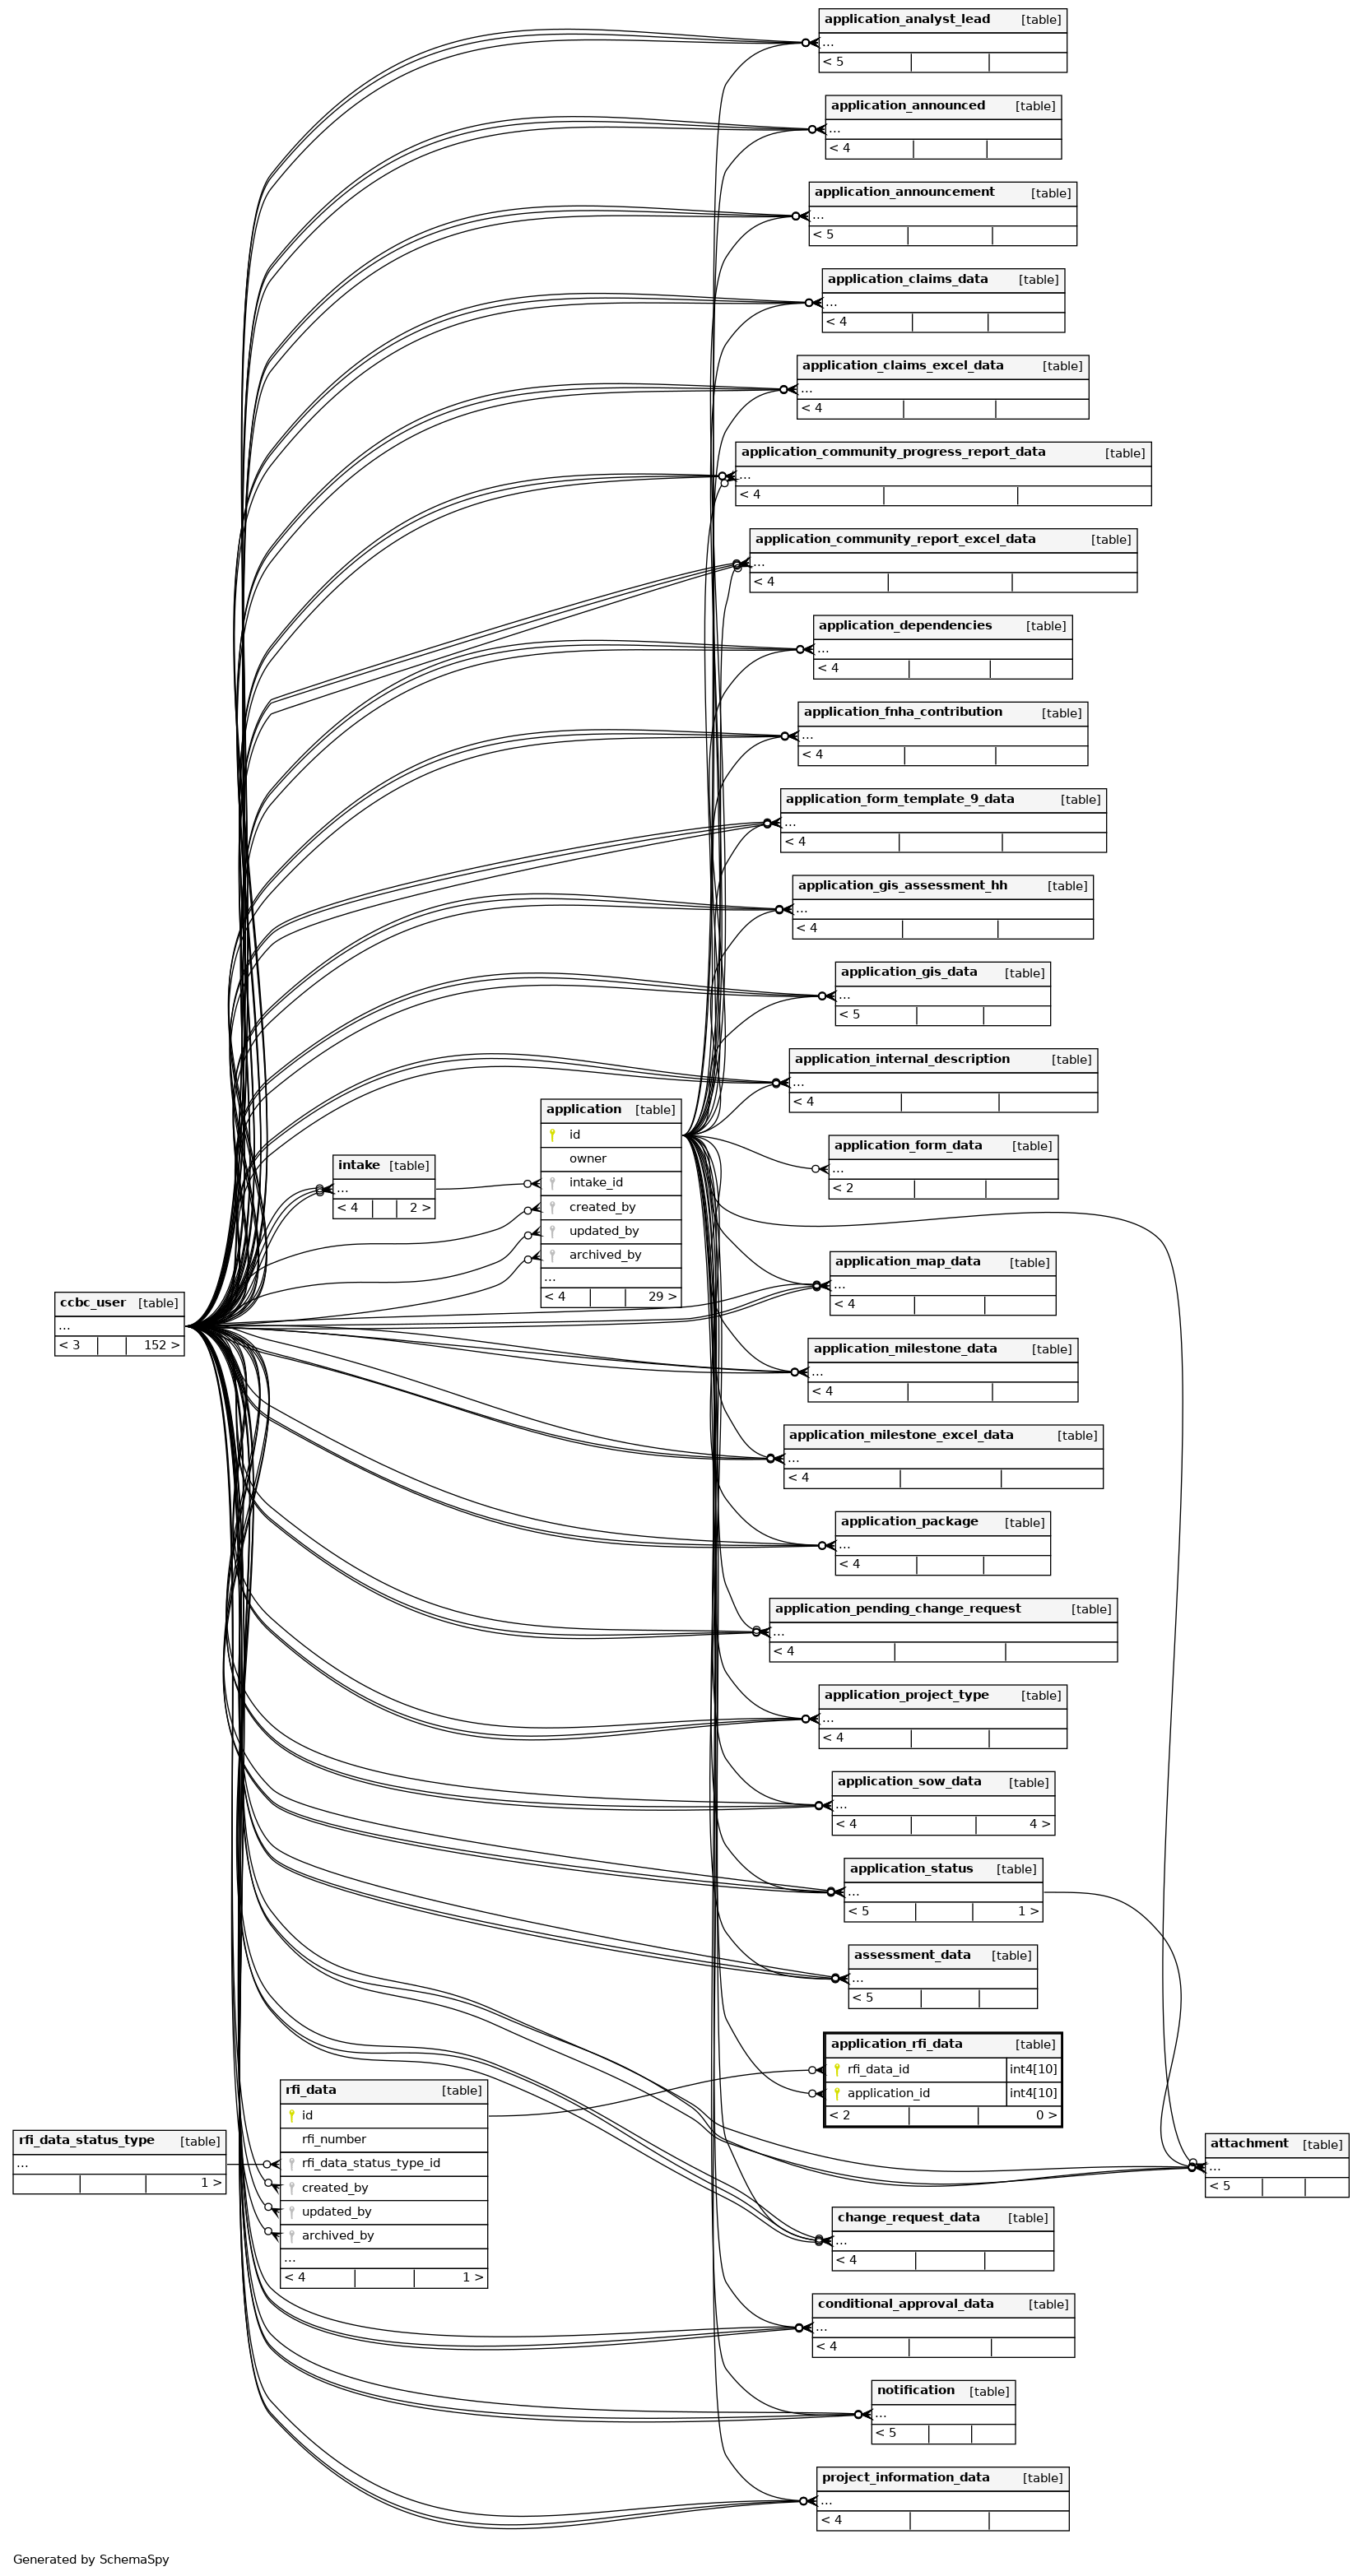 application_analyst_lead [table]
...
< 5
application_announced [table]
...
< 4
application_announcement [table]
...
< 5
application_claims_data [table]
...
< 4
application_claims_excel_data [table]
...
< 4
application_community_progress_report_data [table]
...
< 4
application_community_report_excel_data [table]
...
< 4
application_dependencies [table]
...
< 4
application_fnha_contribution [table]
...
< 4
application_form_template_9_data [table]
...
< 4
application_gis_assessment_hh [table]
...
< 4
application_gis_data [table]
...
< 5
application_internal_description [table]
...
< 4
application [table]
id
owner
intake_id
created_by
updated_by
archived_by
...
< 4 29 >
application_form_data [table]
...
< 2
intake [table]
...
< 4 2 >
application_map_data [table]
...
< 4
ccbc_user [table]
...
< 3 152 >
application_milestone_data [table]
...
< 4
application_milestone_excel_data [table]
...
< 4
application_package [table]
...
< 4
application_pending_change_request [table]
...
< 4
application_project_type [table]
...
< 4
application_sow_data [table]
...
< 4 4 >
application_status [table]
...
< 5 1 >
assessment_data [table]
...
< 5
application_rfi_data [table]
rfi_data_id int4[10]
application_id int4[10]
< 2 0 >
rfi_data [table]
id
rfi_number
rfi_data_status_type_id
created_by
updated_by
archived_by
...
< 4 1 >
rfi_data_status_type [table]
...
1 >
attachment [table]
...
< 5
change_request_data [table]
...
< 4
conditional_approval_data [table]
...
< 4
notification [table]
...
< 5
project_information_data [table]
...
< 4
Generated by SchemaSpy